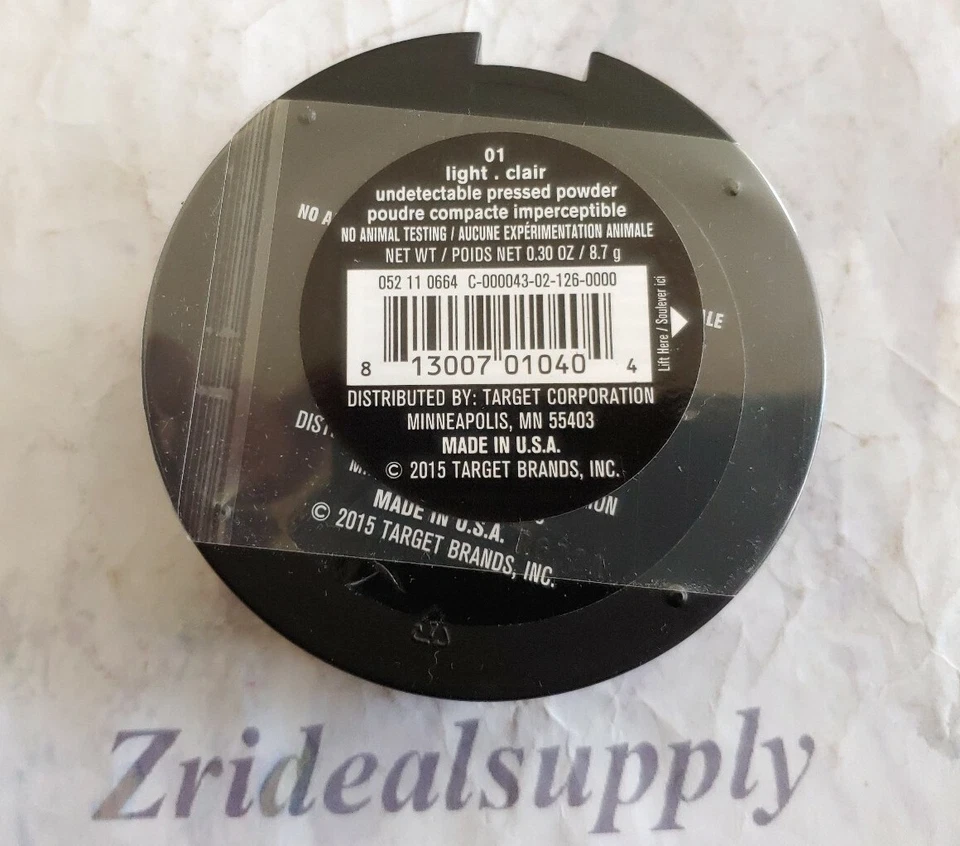 01
light . clair
undetectable pressed powder
poudre compacte imperceptible
NO ANIMAL TESTING / AUCUNE EXPÉRIMENTATION ANIMALE
NET WT / POIDS NET 0.30 OZ / 8.7 g
052 11 0664 C-000043-02-126-0000
8 13007 01040 4
Lift Here / Soulever ici
DISTRIBUTED BY: TARGET CORPORATION
MINNEAPOLIS, MN 55403
MADE IN U.S.A.
© 2015 TARGET BRANDS, INC.
NO A
LE
DIST
M
ION
MADE IN U.S.A.
© 2015 TARGET BRANDS, INC.
Zridealsupply